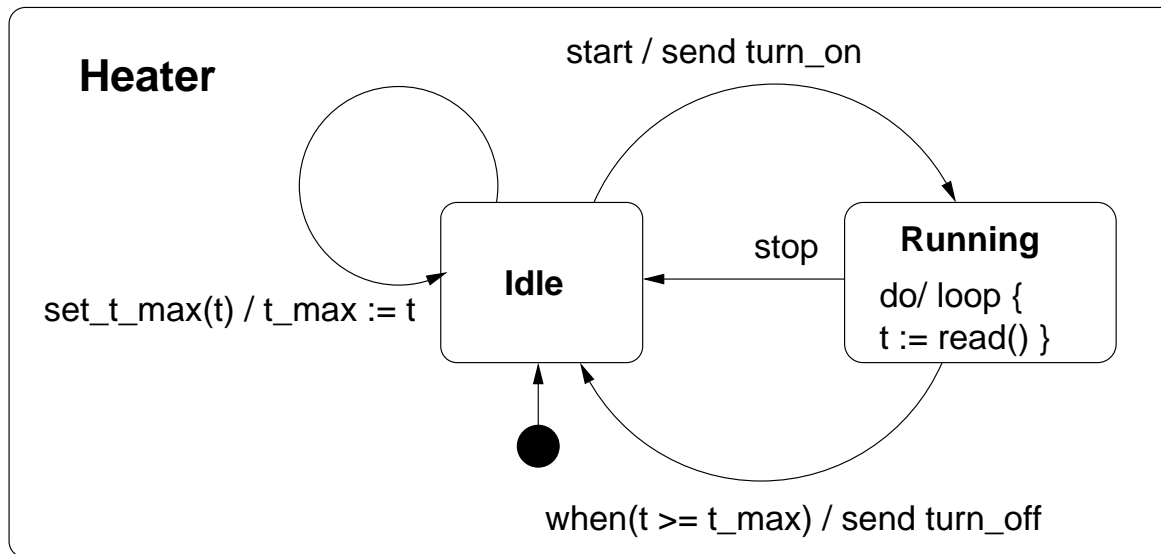 Heater
start / send turn_on
set_t_max(t) / t_max := t
Idle
stop
Running
do/ loop {
t := read() }
when(t >= t_max) / send turn_off